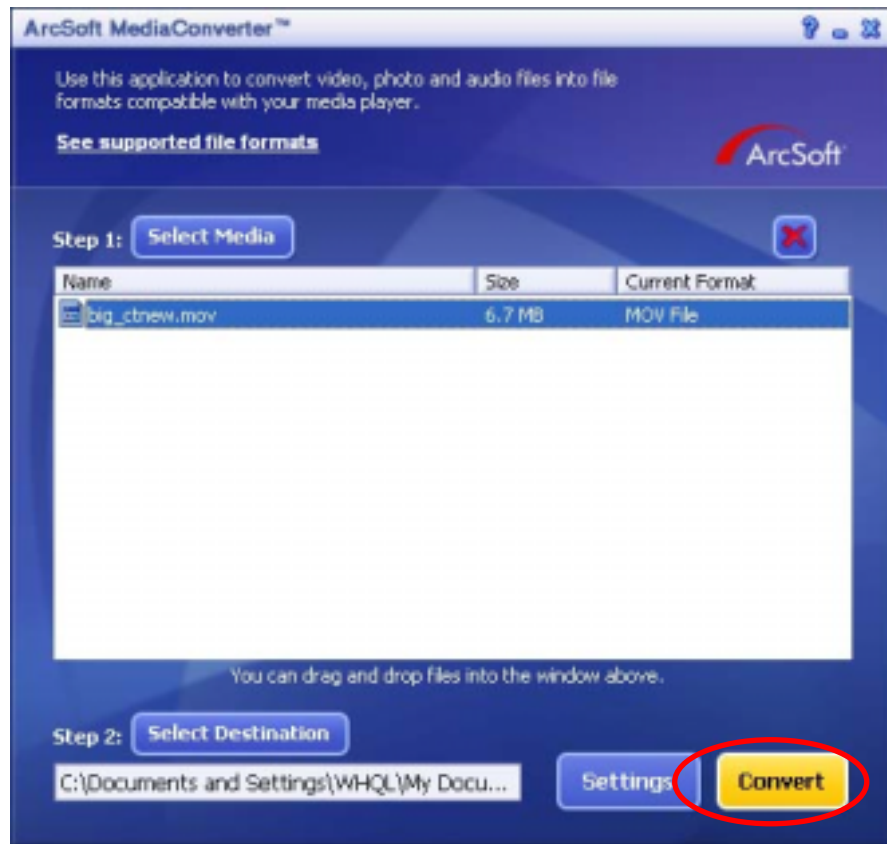 ArcSoft MediaConverter™
Use this application to convert video, photo and audio files into file
formats compatible with your media player.
See supported file formats
ArcSoft
Step 1: Select Media
Name Size Current Format
big_ctnew.mov 6.7 MB MOV File
You can drag and drop files into the window above.
Step 2: Select Destination
C:\Documents and Settings\WHQL\My Docu... Settings Convert